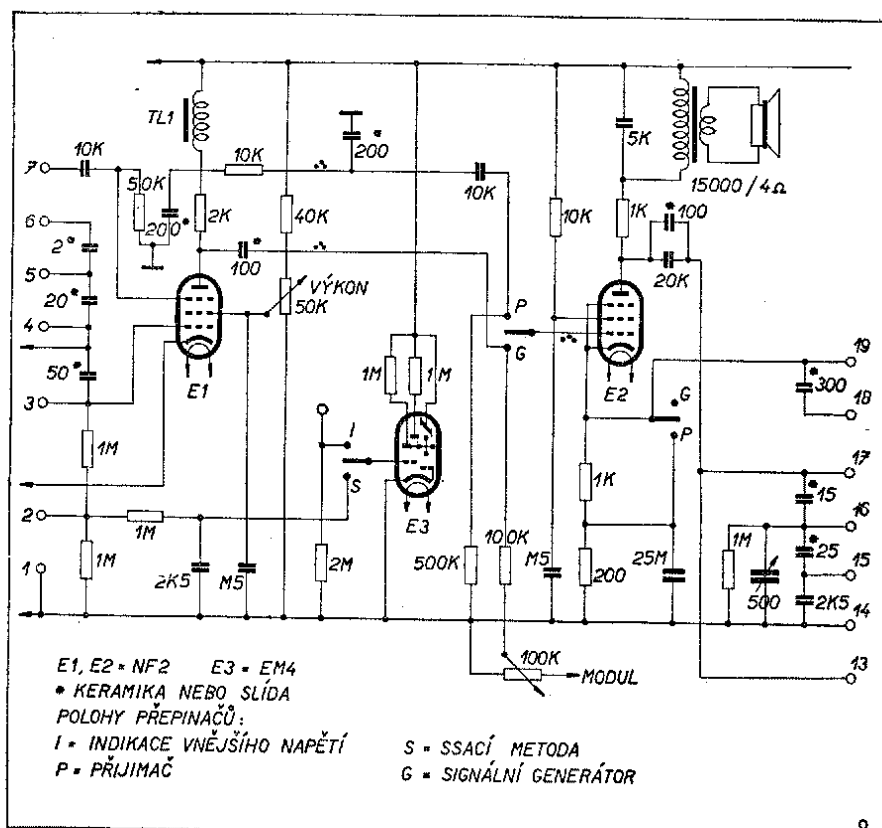 TL1
5K
200*
15000/4Ω
7
10K
10K
10K
50K
200*
2K
40K
10K
1K
*100
6
2*
*100
20K
5
VÝKON
50K
20*
P
4
G
19
50*
1M
1M
E1
E2
*300
3
G
18
1M
I
P
17
S
1K
*15
E3
2
16
1M
100K
1M
*25
1M
2M
500K
M5
200
25M
15
1
2K5
M5
500
2K5
14
100K
MODUL
13
E1, E2 = NF2 E3 = EM4
* KERAMIKA NEBO SLÍDA
POLOHY PŘEPINAČŮ:
I = INDIKACE VNĚJŠÍHO NAPĚTÍ S = SSACÍ METODA
P = PŘIJIMAČ G = SIGNÁLNÍ GENERÁTOR